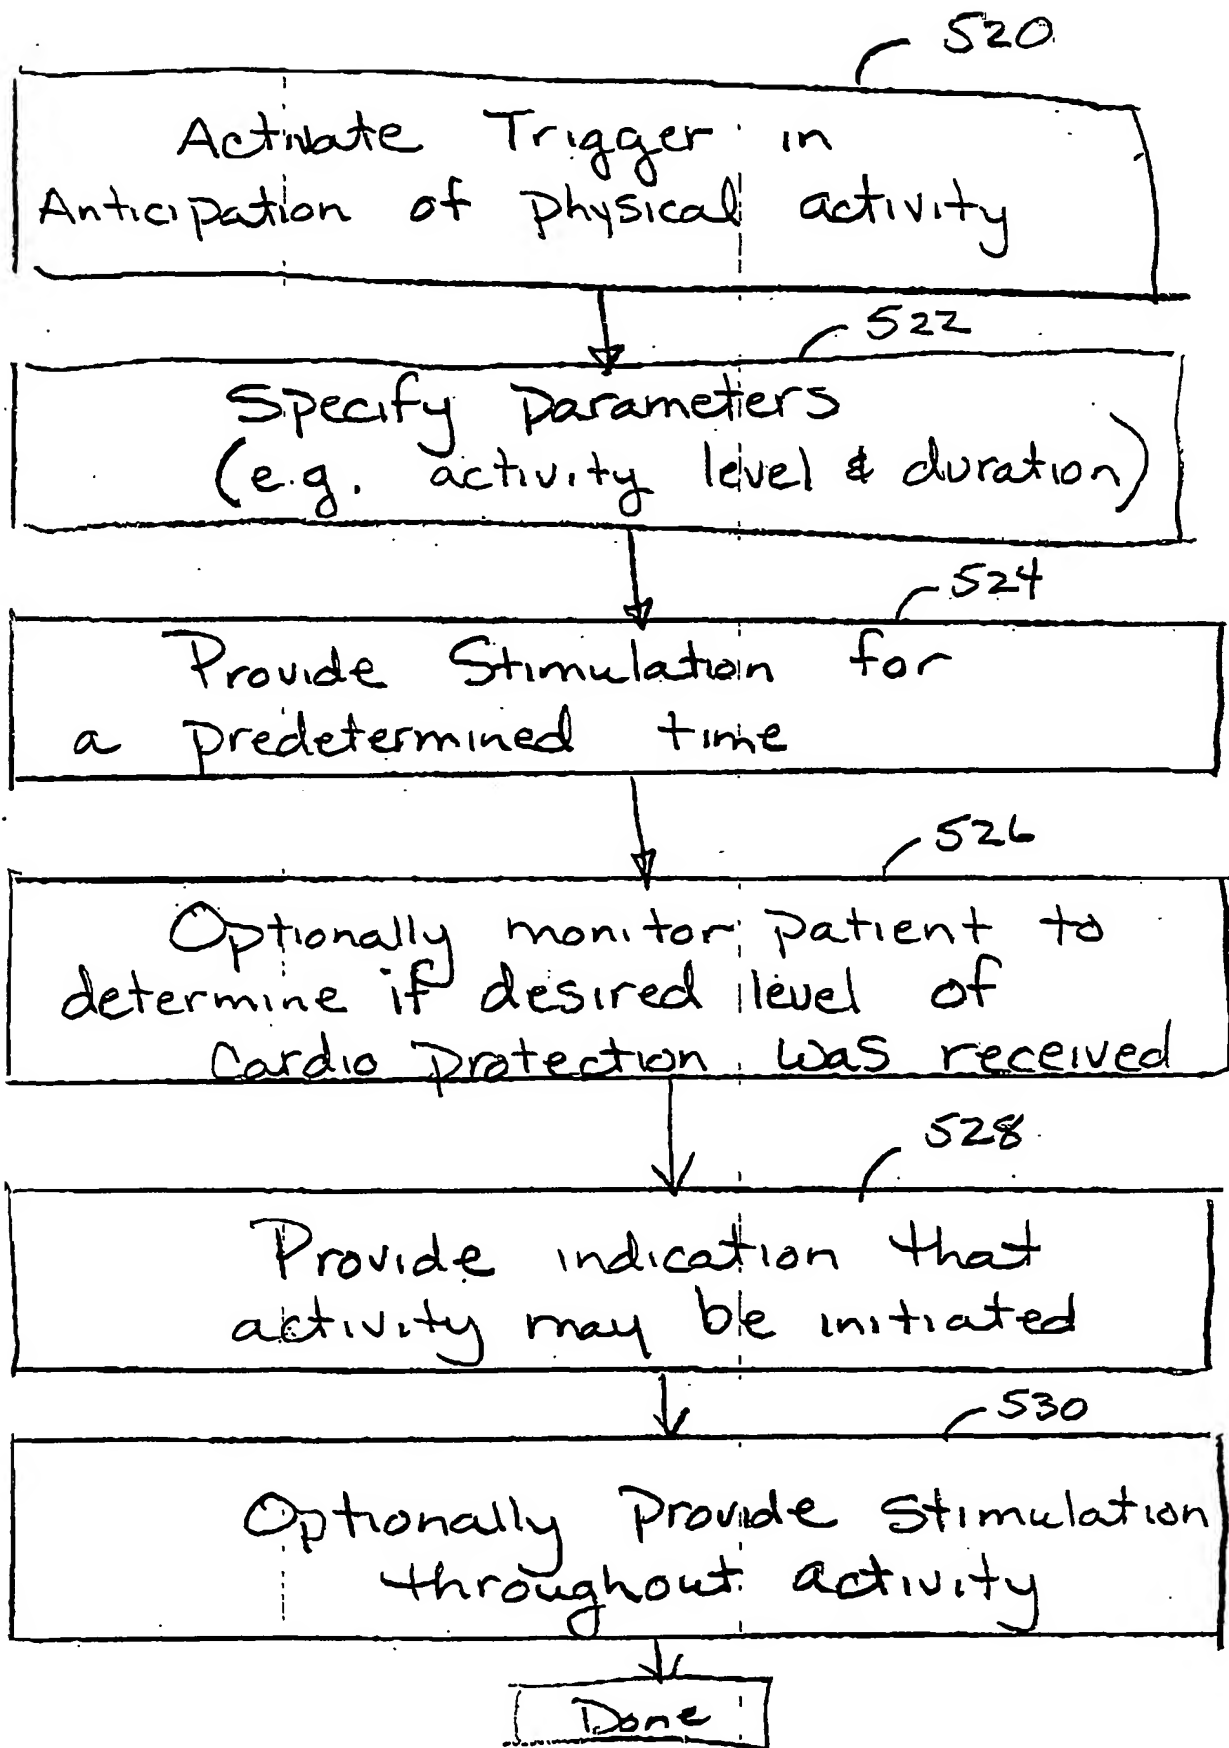 520
Activate Trigger in
Anticipation of physical activity
522
Specify Parameters
(e.g. activity level & duration)
524
Provide Stimulation for
a predetermined time
526
Optionally monitor patient to
determine if desired level of
Cardio protection was received
528
Provide indication that
activity may be initiated
530
Optionally Provide Stimulation
throughout activity
Done